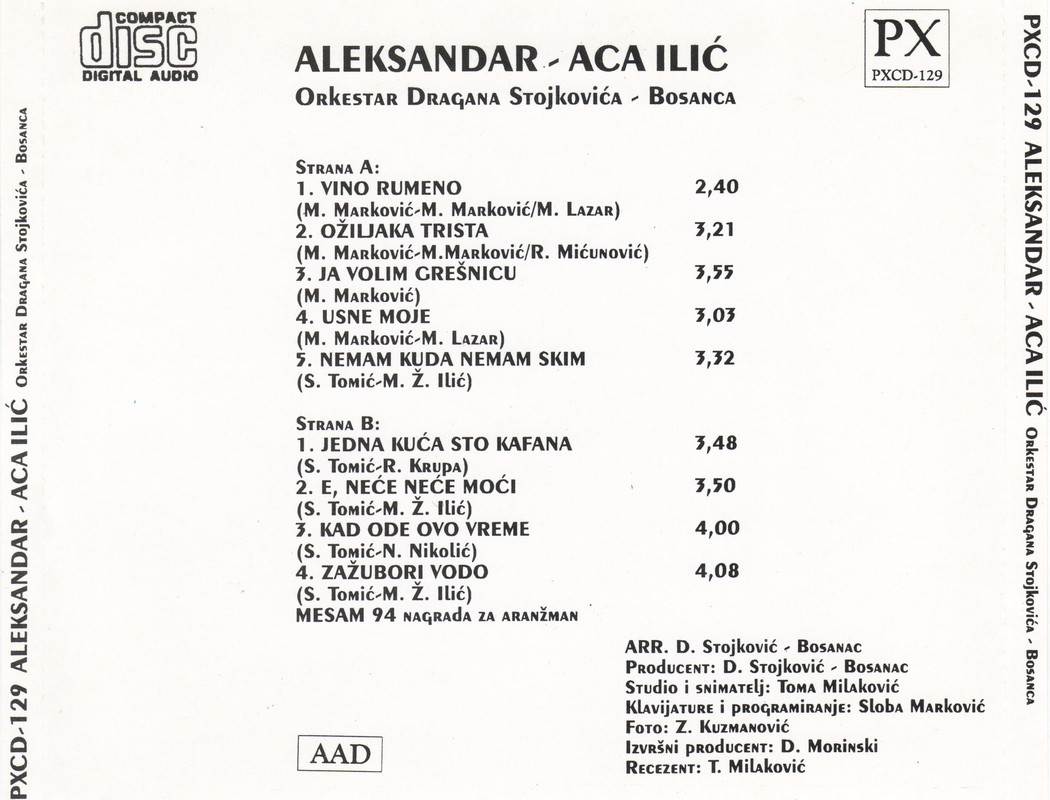 COMPACT
disc
DIGITAL AUDIO
ALEKSANDAR - ACA ILIĆ
Orkestar Dragana Stojkovića - Bosanca
PX
PXCD-129
Strana A:
1. VINO RUMENO 2,40
(M. Marković-M. Marković/M. Lazar)
2. OŽILJAKA TRISTA 3,21
(M. Marković-M.Marković/R. Mićunović)
3. JA VOLIM GREŠNICU 3,55
(M. Marković)
4. USNE MOJE 3,03
(M. Marković-M. Lazar)
5. NEMAM KUDA NEMAM SKIM 3,32
(S. Tomić-M. Ž. Ilić)
Strana B:
1. JEDNA KUĆA STO KAFANA 3,48
(S. Tomić-R. Krupa)
2. E, NEĆE NEĆE MOĆI 3,50
(S. Tomić-M. Ž. Ilić)
3. KAD ODE OVO VREME 4,00
(S. Tomić-N. Nikolić)
4. ZAŽUBORI VODO 4,08
(S. Tomić-M. Ž. Ilić)
MESAM 94 nagrada za aranžman
ARR. D. Stojković - Bosanac
Producent: D. Stojković - Bosanac
Studio i snimatelj: Toma Milaković
Klavijature i programiranje: Sloba Marković
Foto: Z. Kuzmanović
Izvršni producent: D. Morinski
Recezent: T. Milaković
AAD
PXCD-129 ALEKSANDAR - ACA ILIĆ Orkestar Dragana Stojkovića - Bosanca
PXCD-129 ALEKSANDAR - ACA ILIĆ Orkestar Dragana Stojkovića - Bosanca